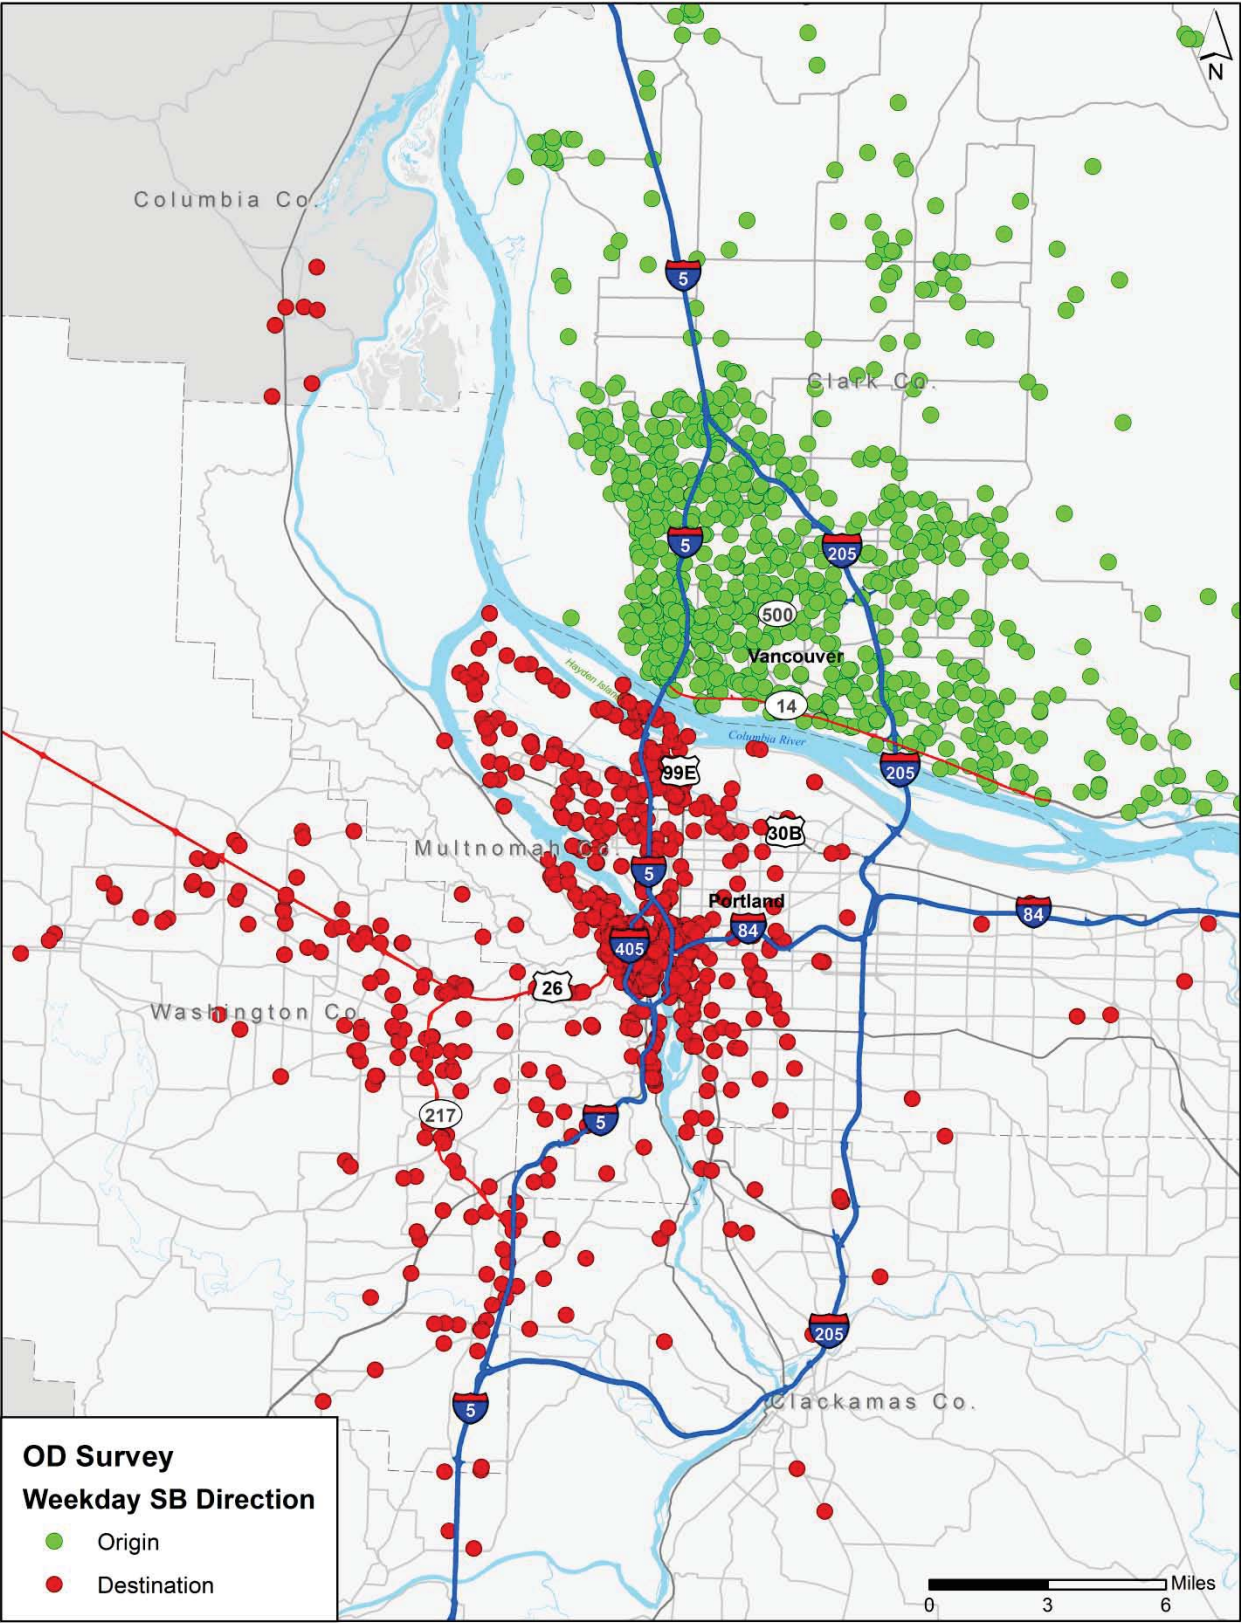 N
Columbia Co.
5
Clark Co.
5
205
500
Vancouver
Hayden Island
14
Columbia River
205
99E
30B
Multnomah Co.
5
Portland
84
84
405
26
Washington Co.
217
5
205
Clackamas Co.
5
OD Survey
Weekday SB Direction
Origin
Destination
Miles
0 3 6